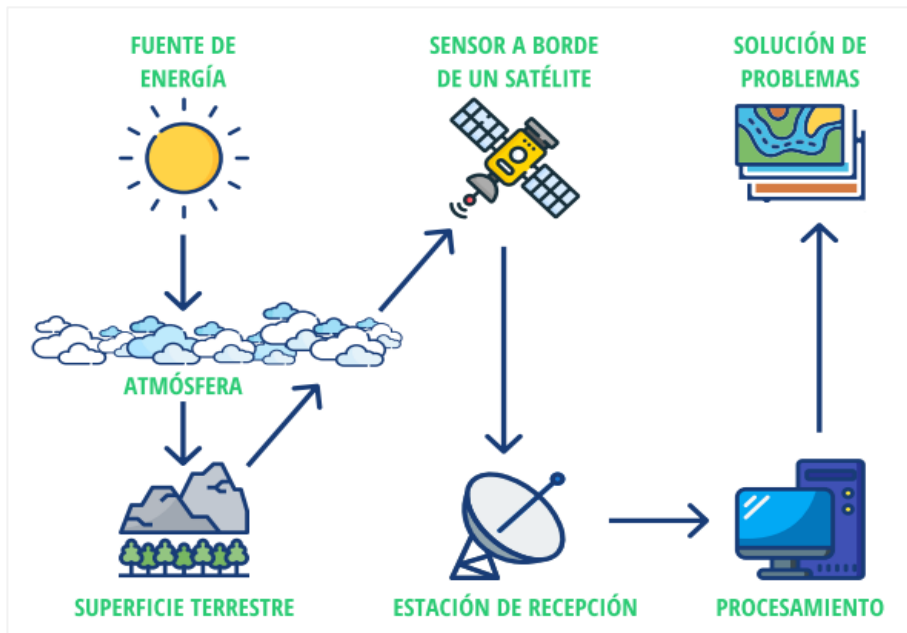 FUENTE DE
ENERGÍA
SENSOR A BORDE
DE UN SATÉLITE
SOLUCIÓN DE
PROBLEMAS
ATMÓSFERA
SUPERFICIE TERRESTRE
ESTACIÓN DE RECEPCIÓN
PROCESAMIENTO